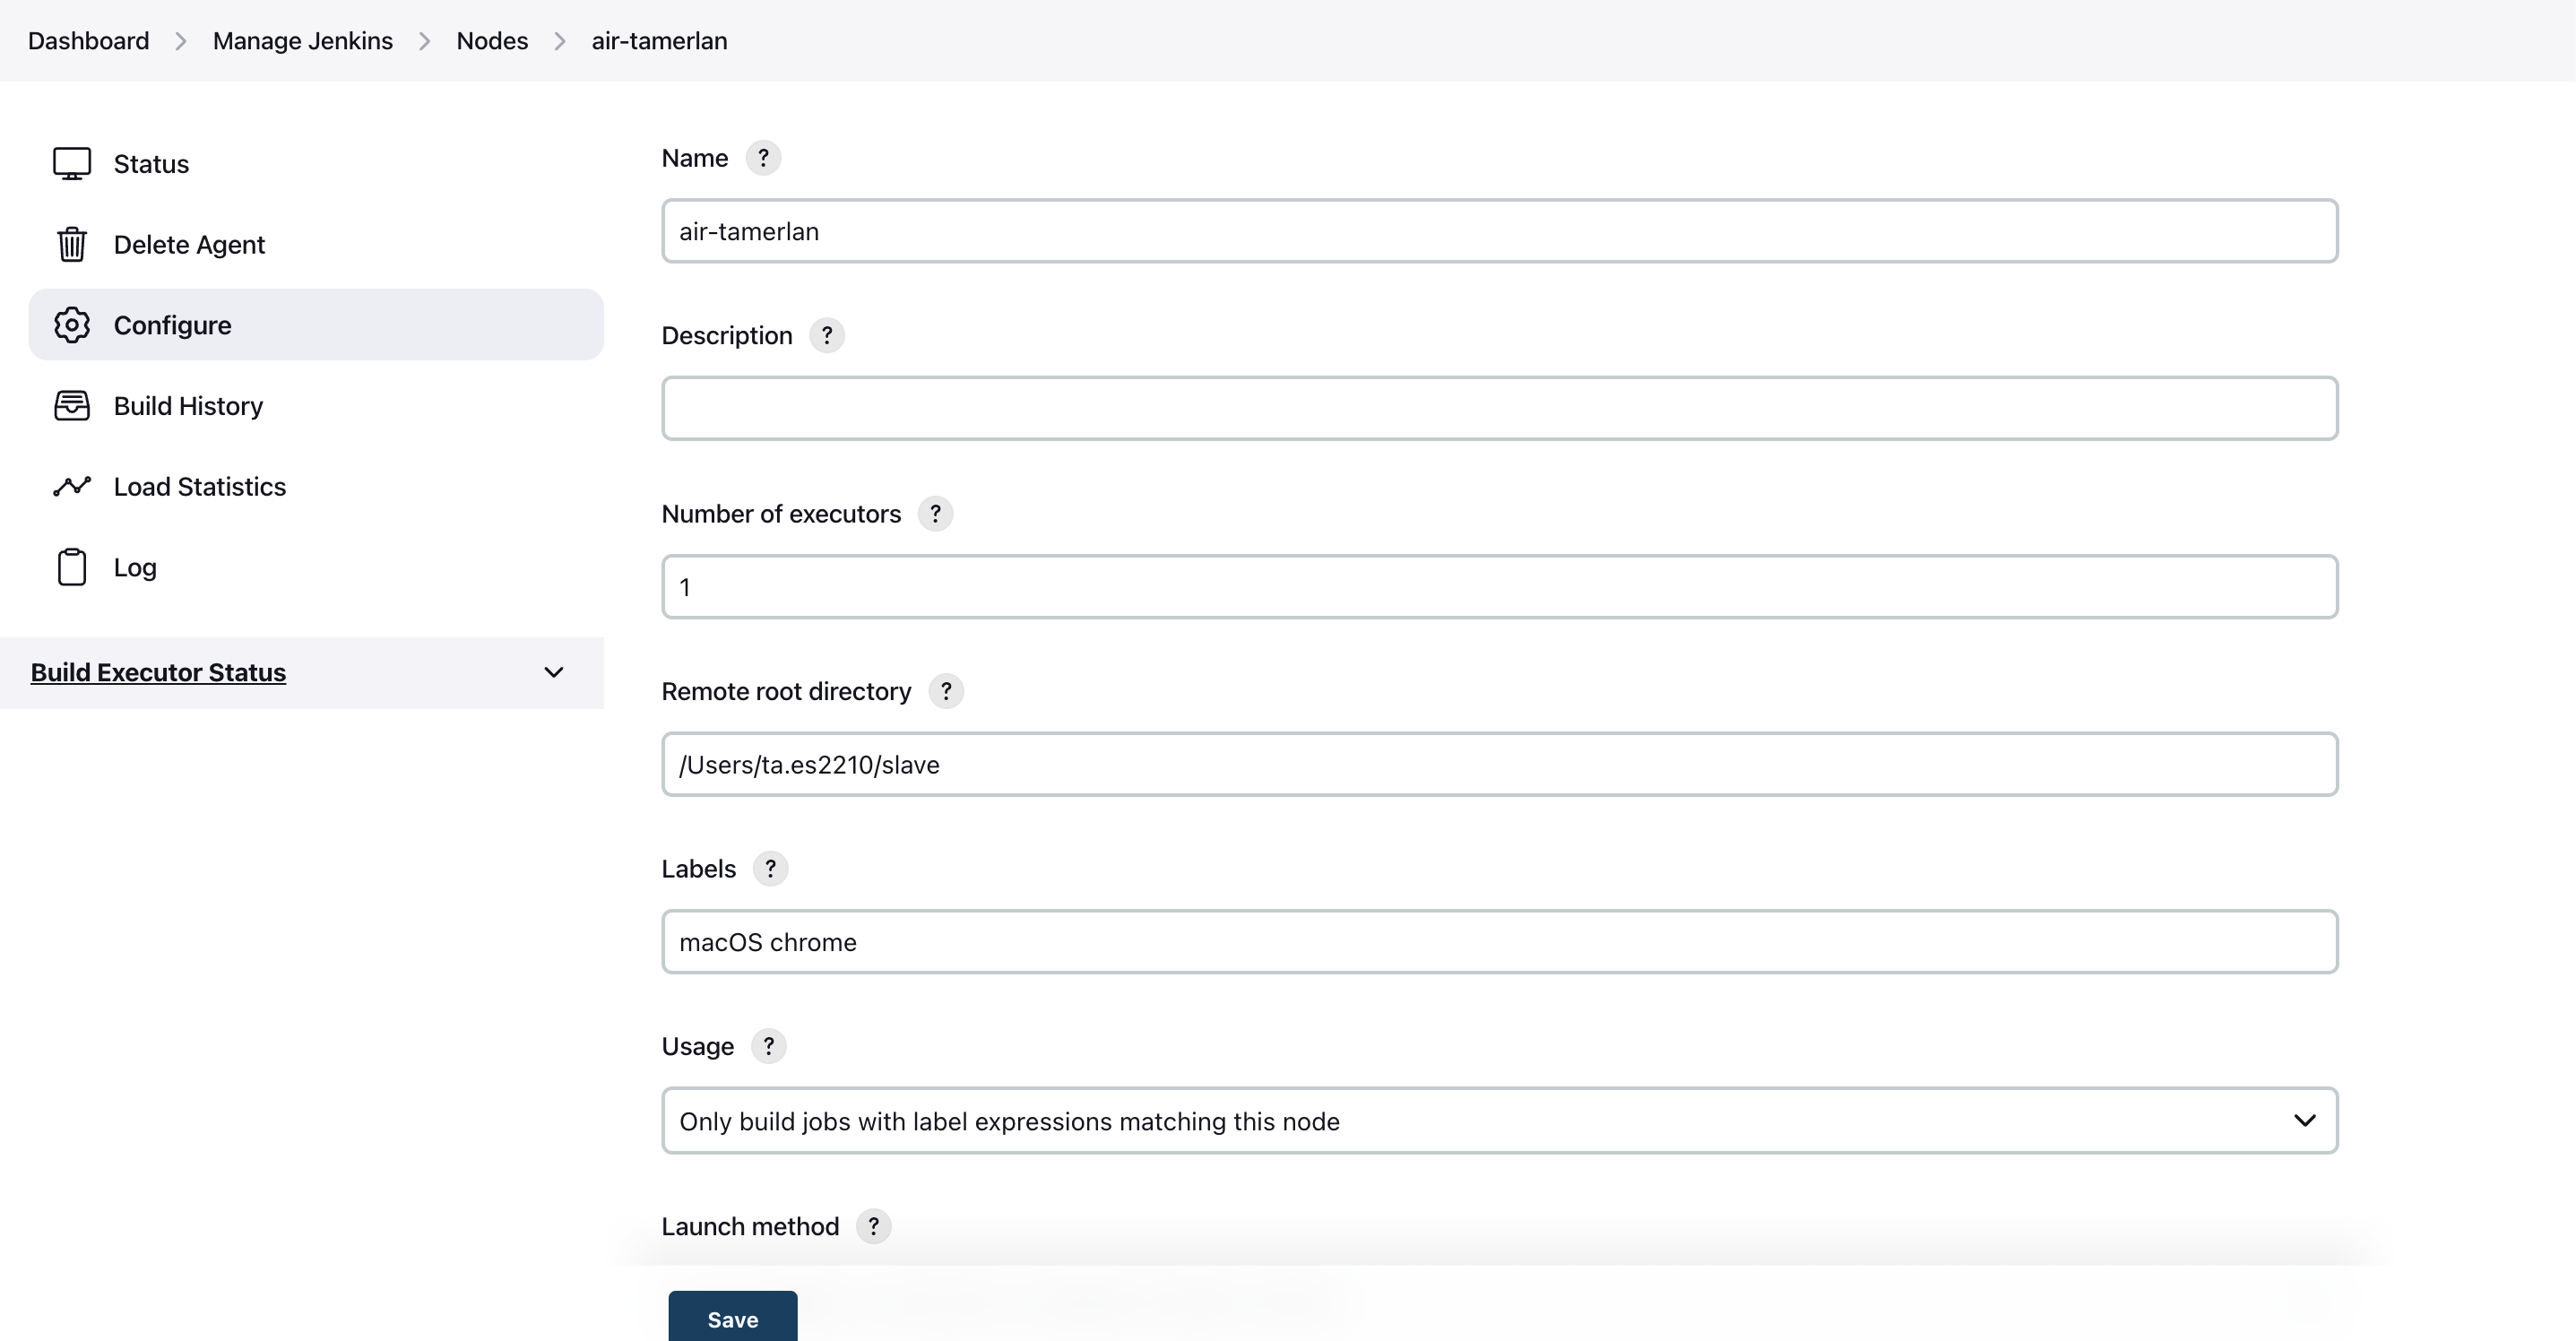 Dashboard > Manage Jenkins > Nodes > air-tamerlan
Status
Delete Agent
Configure
Build History
Load Statistics
Log
Build Executor Status
Name ?
air-tamerlan
Description ?
Number of executors ?
1
Remote root directory ?
/Users/ta.es2210/slave
Labels ?
macOS chrome
Usage ?
Only build jobs with label expressions matching this node
Launch method ?
Save